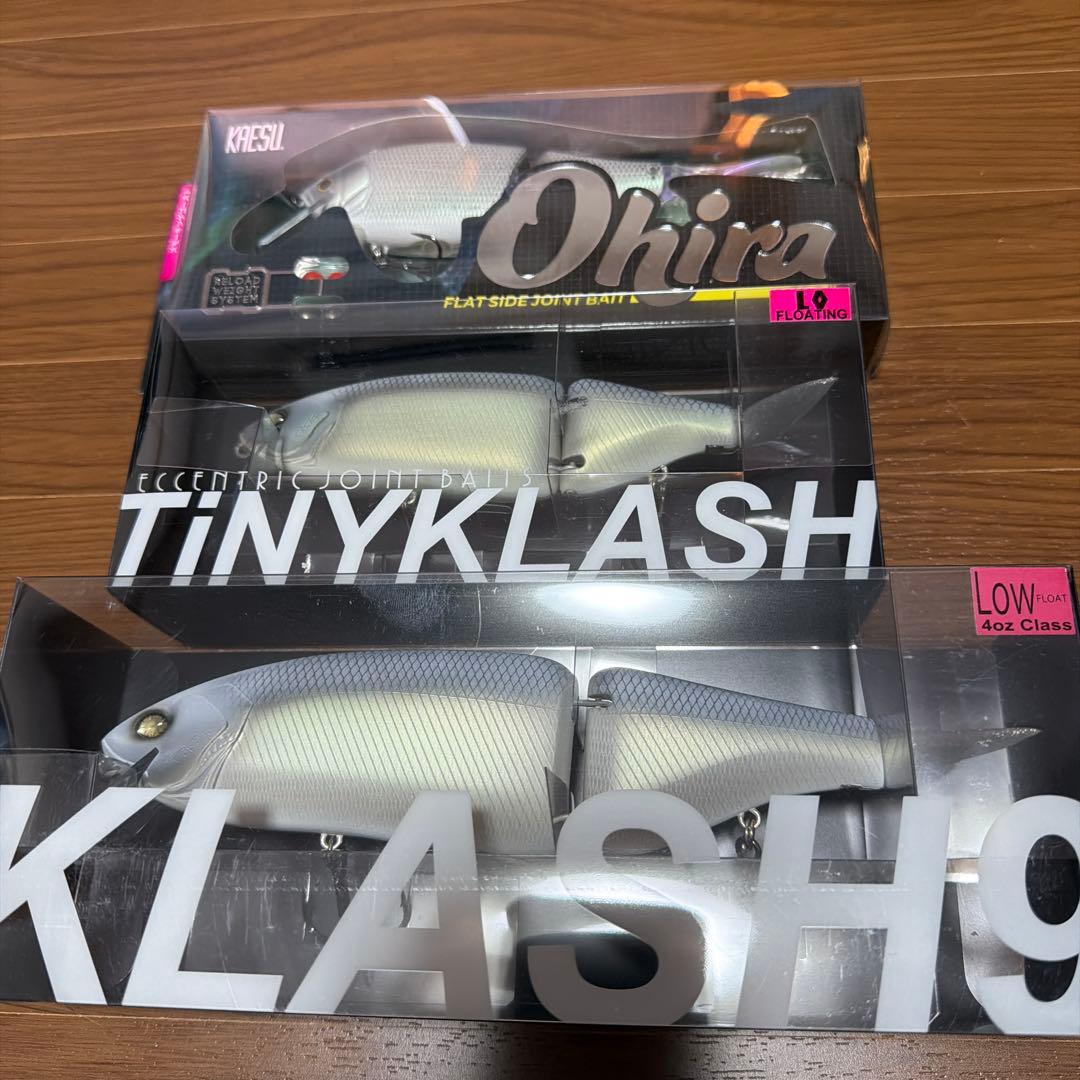 KAESU.
Ohira
RELOAD
WEIGHT
SYSTEM
FLAT SIDE JOINT BAIT
LO
FLOATING
ECCENTRIC JOINT BAITS
TiNYKLASH
LOW FLOAT
4oz Class
KLASH9